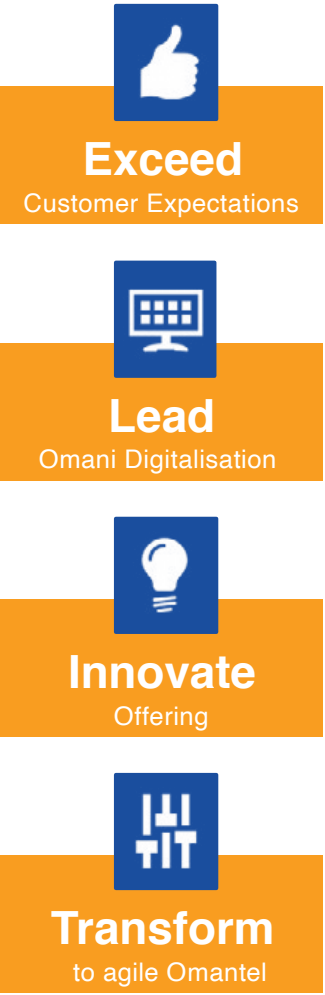 Exceed
Customer Expectations
Lead
Omani Digitalisation
Innovate
Offering
Transform
to agile Omantel